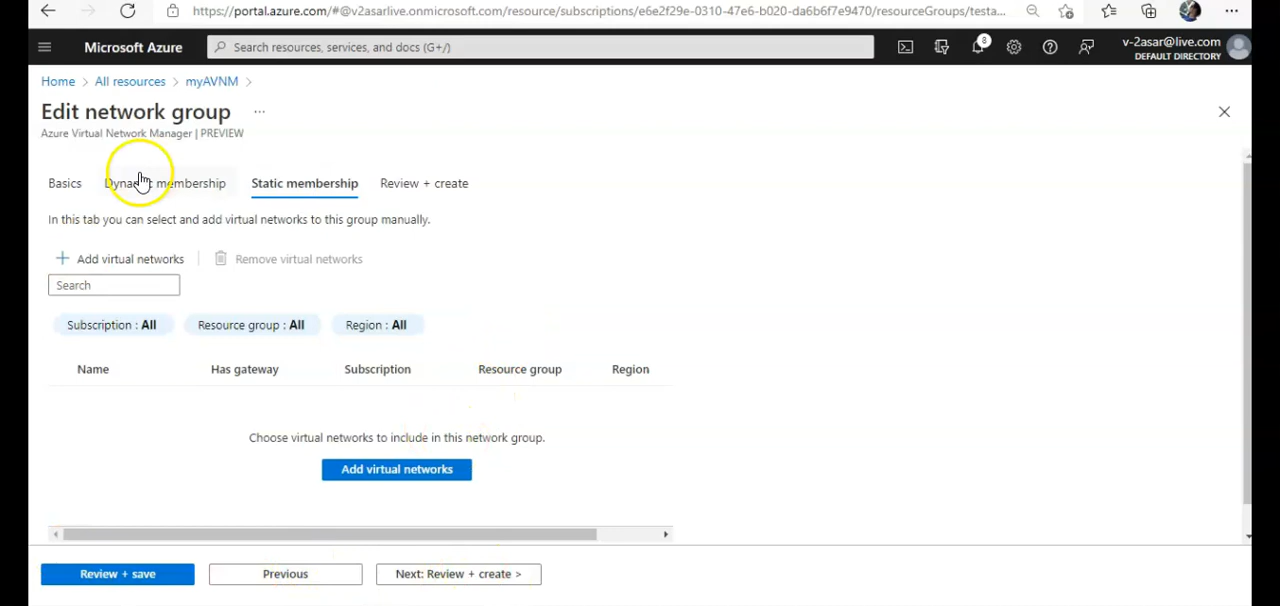 https://portal.azure.com/#@v2asarlive.onmicrosoft.com/resource/subscriptions/e6e2f29e-0310-47e6-b020-da6b6f7e9470/resourceGroups/testa...
Microsoft Azure
Search resources, services, and docs (G+/)
8
v-2asar@live.com
DEFAULT DIRECTORY
Home > All resources > myAVNM >
Edit network group ...
Azure Virtual Network Manager | PREVIEW
Basics Dynamic membership Static membership Review + create
In this tab you can select and add virtual networks to this group manually.
+ Add virtual networks | Remove virtual networks
Search
Subscription : All Resource group : All Region : All
Name Has gateway Subscription Resource group Region
Choose virtual networks to include in this network group.
Add virtual networks
Review + save Previous Next: Review + create >